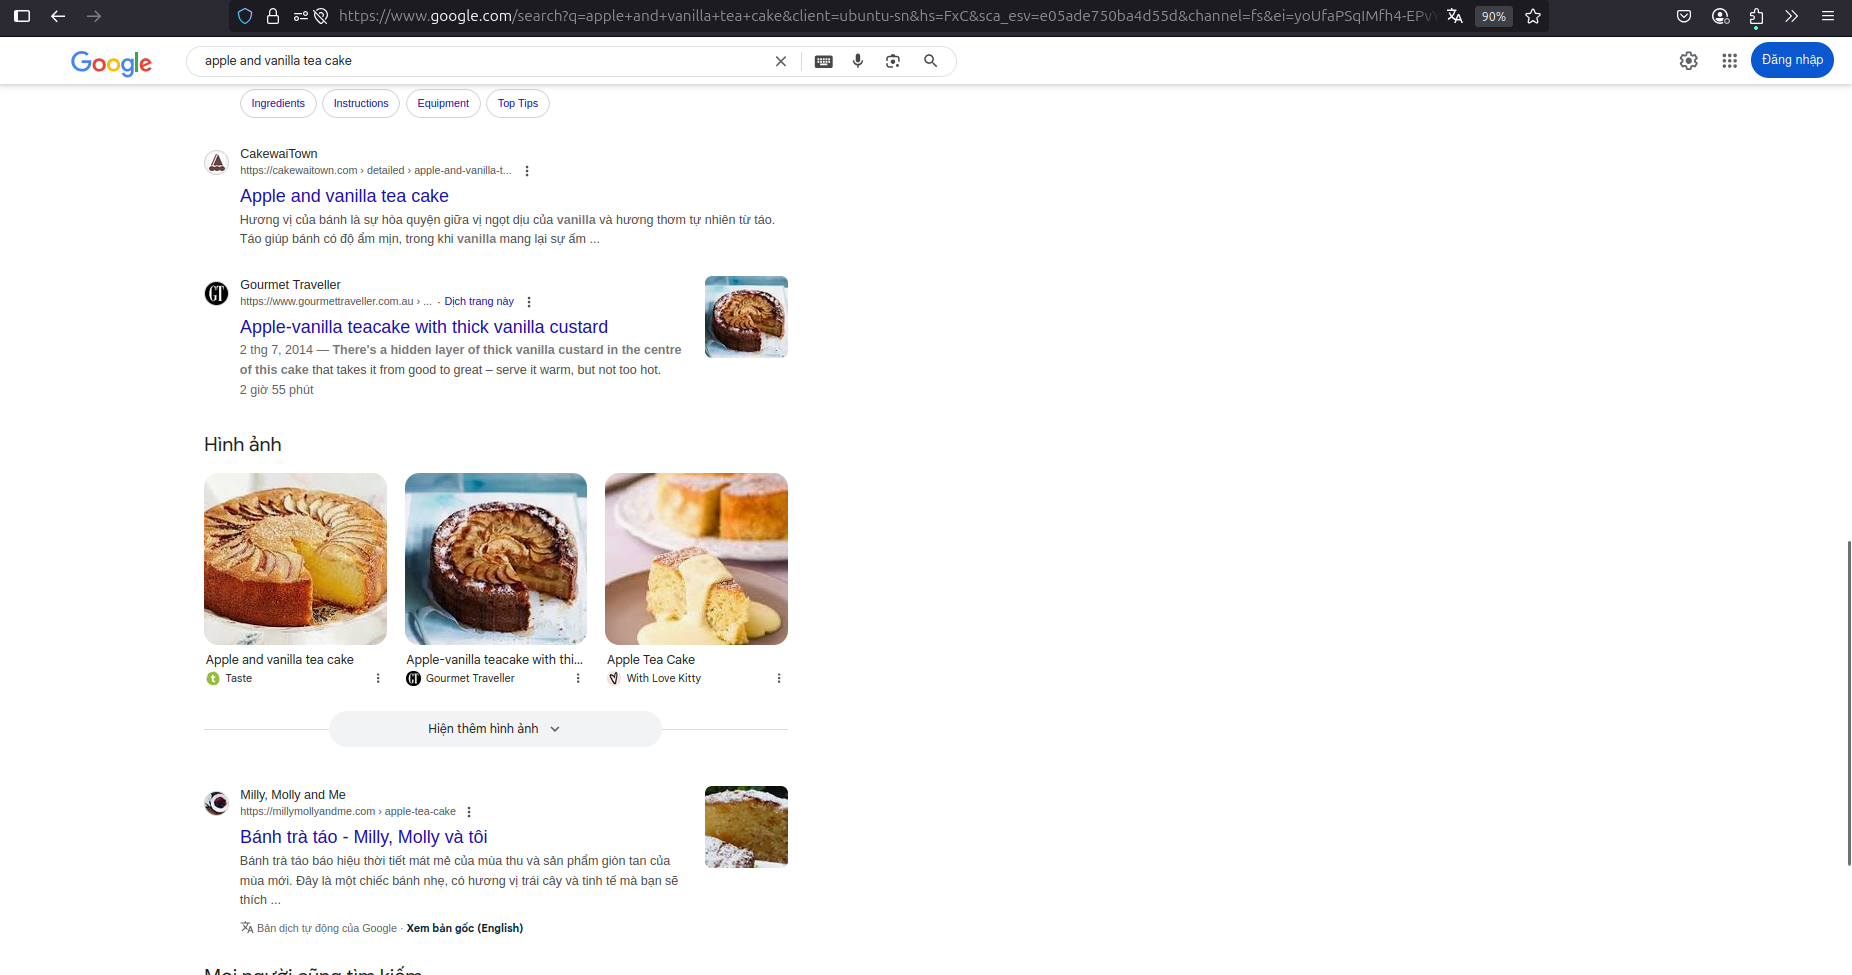 https://www.google.com/search?q=apple+and+vanilla+tea+cake&client=ubuntu-sn&hs=FxC&sca_esv=e05ade750ba4d55d&channel=fs&ei=yoUfaPSqIMfh4-EPvY
90%
Google
apple and vanilla tea cake
Đăng nhập
Ingredients
Instructions
Equipment
Top Tips
CakewaiTown
https://cakewaitown.com › detailed › apple-and-vanilla-t...
Apple and vanilla tea cake
Hương vị của bánh là sự hòa quyện giữa vị ngọt dịu của vanilla và hương thơm tự nhiên từ táo.
Táo giúp bánh có độ ẩm mịn, trong khi vanilla mang lại sự ấm ...
GT
Gourmet Traveller
https://www.gourmettraveller.com.au › ... · Dịch trang này
Apple-vanilla teacake with thick vanilla custard
2 thg 7, 2014 — There's a hidden layer of thick vanilla custard in the centre
of this cake that takes it from good to great – serve it warm, but not too hot.
2 giờ 55 phút
Hình ảnh
Apple and vanilla tea cake
t Taste
Apple-vanilla teacake with thi...
GT Gourmet Traveller
Apple Tea Cake
With Love Kitty
Hiện thêm hình ảnh
Milly, Molly and Me
https://millymollyandme.com › apple-tea-cake
Bánh trà táo - Milly, Molly và tôi
Bánh trà táo báo hiệu thời tiết mát mẻ của mùa thu và sản phẩm giòn tan của
mùa mới. Đây là một chiếc bánh nhẹ, có hương vị trái cây và tinh tế mà bạn sẽ
thích ...
Bản dịch tự động của Google · Xem bản gốc (English)
Mọi người cũng tìm kiếm